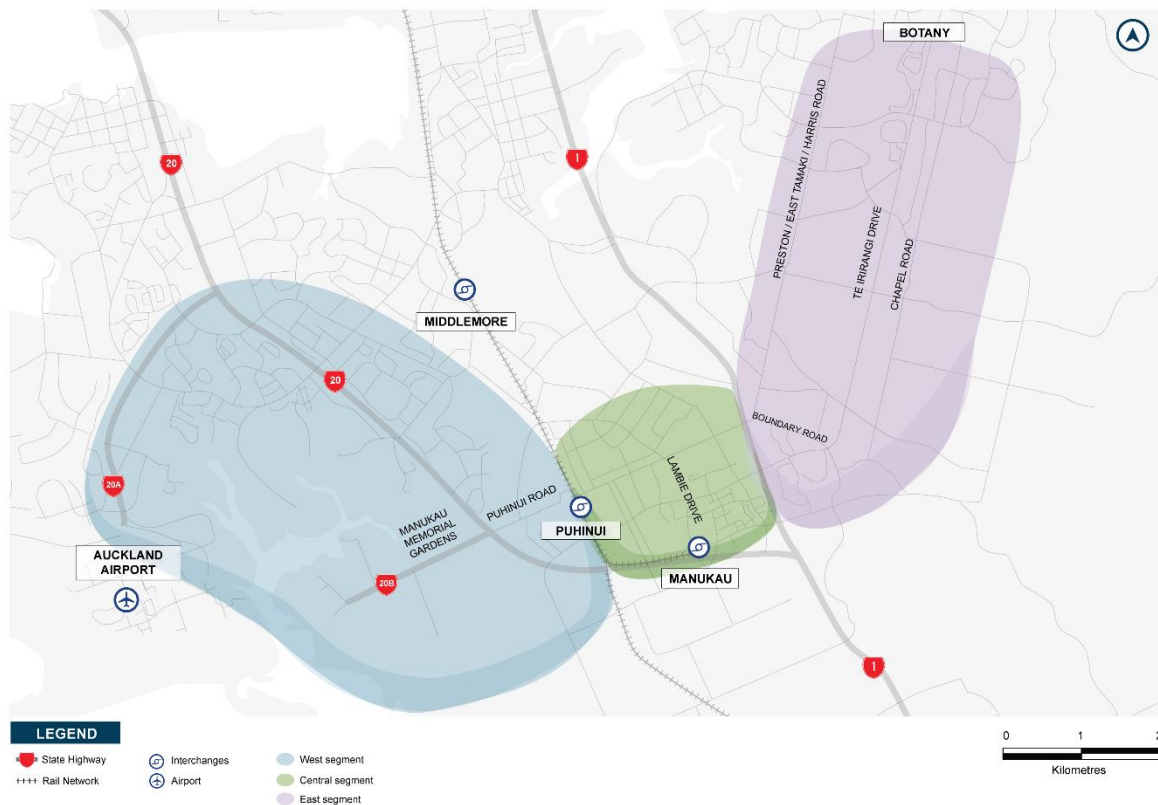 BOTANY
20
1
PRESTON / EAST TAMAKI / HARRIS ROAD
TE IRIRANGI DRIVE
CHAPEL ROAD
MIDDLEMORE
20
BOUNDARY ROAD
LAMBIE DRIVE
20A
PUHINUI ROAD
MANUKAU
MEMORIAL
GARDENS
PUHINUI
AUCKLAND
AIRPORT
MANUKAU
20B
1
LEGEND
State Highway
Rail Network
Interchanges
Airport
West segment
Central segment
East segment
0 1 2
Kilometres